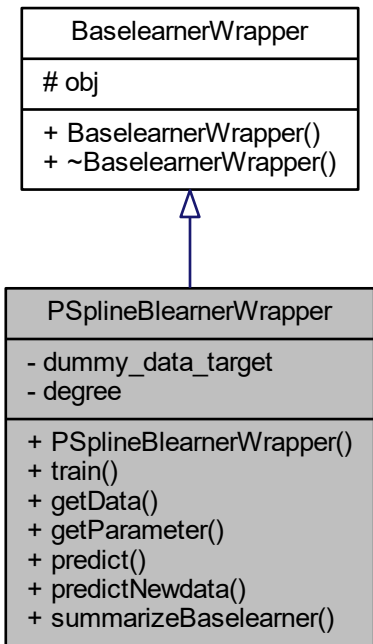 BaselearnerWrapper
# obj
+ BaselearnerWrapper()
+ ~BaselearnerWrapper()
PSplineBlearnerWrapper
- dummy_data_target
- degree
+ PSplineBlearnerWrapper()
+ train()
+ getData()
+ getParameter()
+ predict()
+ predictNewdata()
+ summarizeBaselearner()